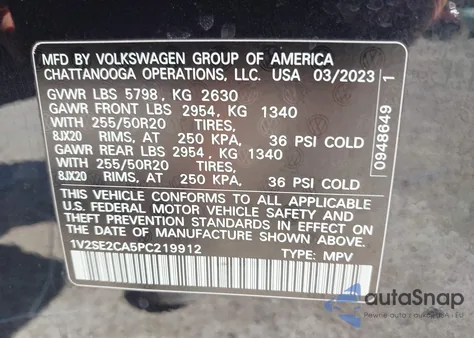 MFD BY VOLKSWAGEN GROUP OF AMERICA
CHATTANOOGA OPERATIONS, LLC. USA 03/2023
GVWR LBS 5798, KG 2630
GAWR FRONT LBS 2954, KG 1340
WITH 255/50R20 TIRES,
8JX20 RIMS, AT 250 KPA, 36 PSI COLD
GAWR REAR LBS 2954, KG 1340
WITH 255/50R20 TIRES,
8JX20 RIMS, AT 250 KPA, 36 PSI COLD
THIS VEHICLE CONFORMS TO ALL APPLICABLE
U.S. FEDERAL MOTOR VEHICLE SAFETY AND
THEFT PREVENTION STANDARDS IN EFFECT ON
THE DATE OF MANUFACTURE SHOWN ABOVE.
1V2SE2CA5PC219912 TYPE: MPV
0948649 1
autoSnap
Pewne auto z USA i EU